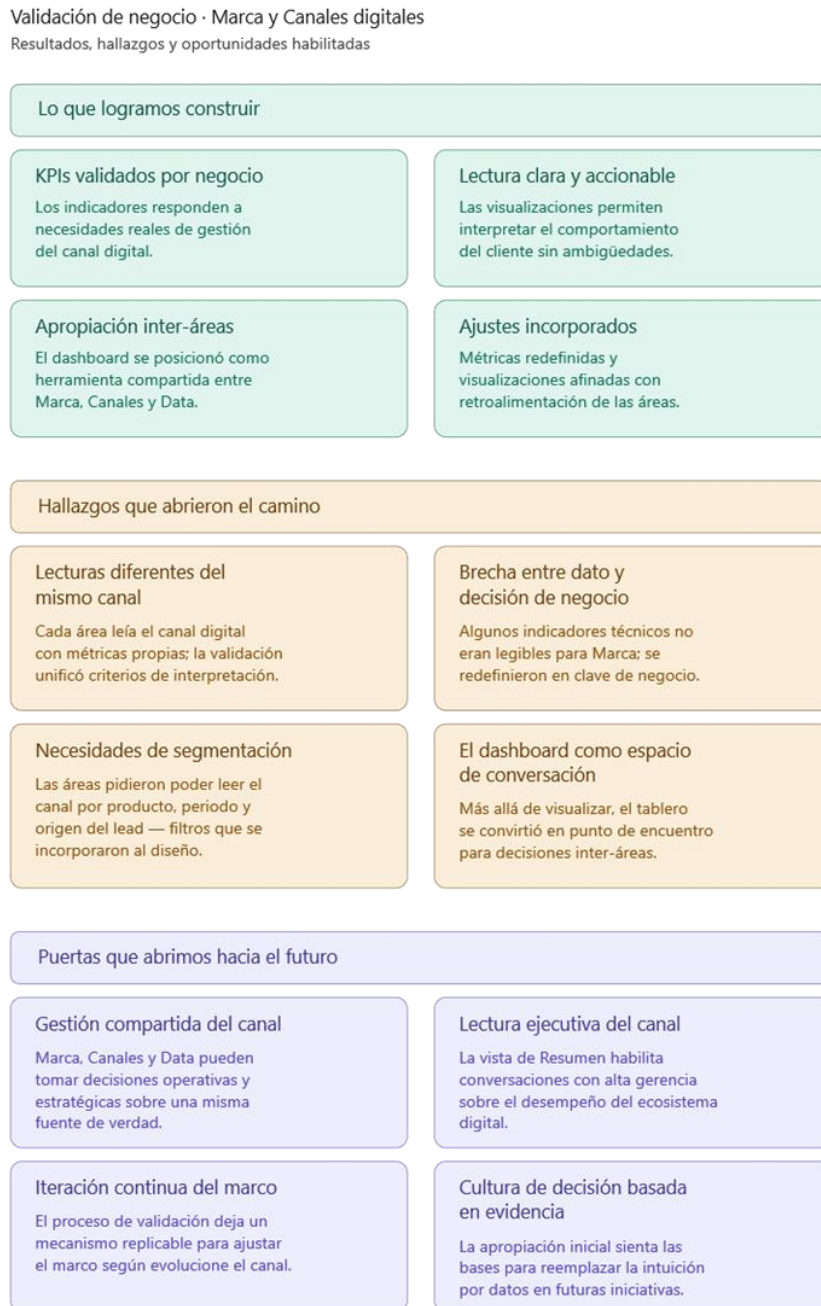 Validación de negocio · Marca y Canales digitales
Resultados, hallazgos y oportunidades habilitadas
Lo que logramos construir
KPIs validados por negocio
Los indicadores responden a
necesidades reales de gestión
del canal digital.
Lectura clara y accionable
Las visualizaciones permiten
interpretar el comportamiento
del cliente sin ambigüedades.
Apropiación inter-áreas
El dashboard se posicionó como
herramienta compartida entre
Marca, Canales y Data.
Ajustes incorporados
Métricas redefinidas y
visualizaciones afinadas con
retroalimentación de las áreas.
Hallazgos que abrieron el camino
Lecturas diferentes del
mismo canal
Cada área leía el canal digital
con métricas propias; la validación
unificó criterios de interpretación.
Brecha entre dato y
decisión de negocio
Algunos indicadores técnicos no
eran legibles para Marca; se
redefinieron en clave de negocio.
Necesidades de segmentación
Las áreas pidieron poder leer el
canal por producto, periodo y
origen del lead — filtros que se
incorporaron al diseño.
El dashboard como espacio
de conversación
Más allá de visualizar, el tablero
se convirtió en punto de encuentro
para decisiones inter-áreas.
Puertas que abrimos hacia el futuro
Gestión compartida del canal
Marca, Canales y Data pueden
tomar decisiones operativas y
estratégicas sobre una misma
fuente de verdad.
Lectura ejecutiva del canal
La vista de Resumen habilita
conversaciones con alta gerencia
sobre el desempeño del ecosistema
digital.
Iteración continua del marco
El proceso de validación deja un
mecanismo replicable para ajustar
el marco según evolucione el canal.
Cultura de decisión basada
en evidencia
La apropiación inicial sienta las
bases para reemplazar la intuición
por datos en futuras iniciativas.